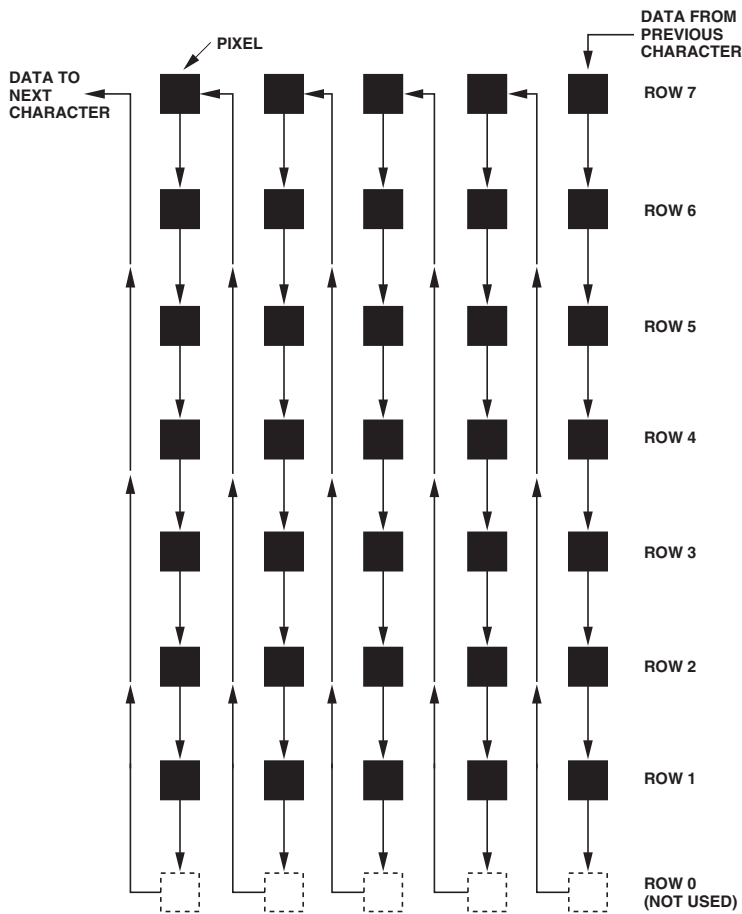 DATA FROM
PREVIOUS
CHARACTER
PIXEL
DATA TO
NEXT
CHARACTER
ROW 7
ROW 6
ROW 5
ROW 4
ROW 3
ROW 2
ROW 1
ROW 0
(NOT USED)